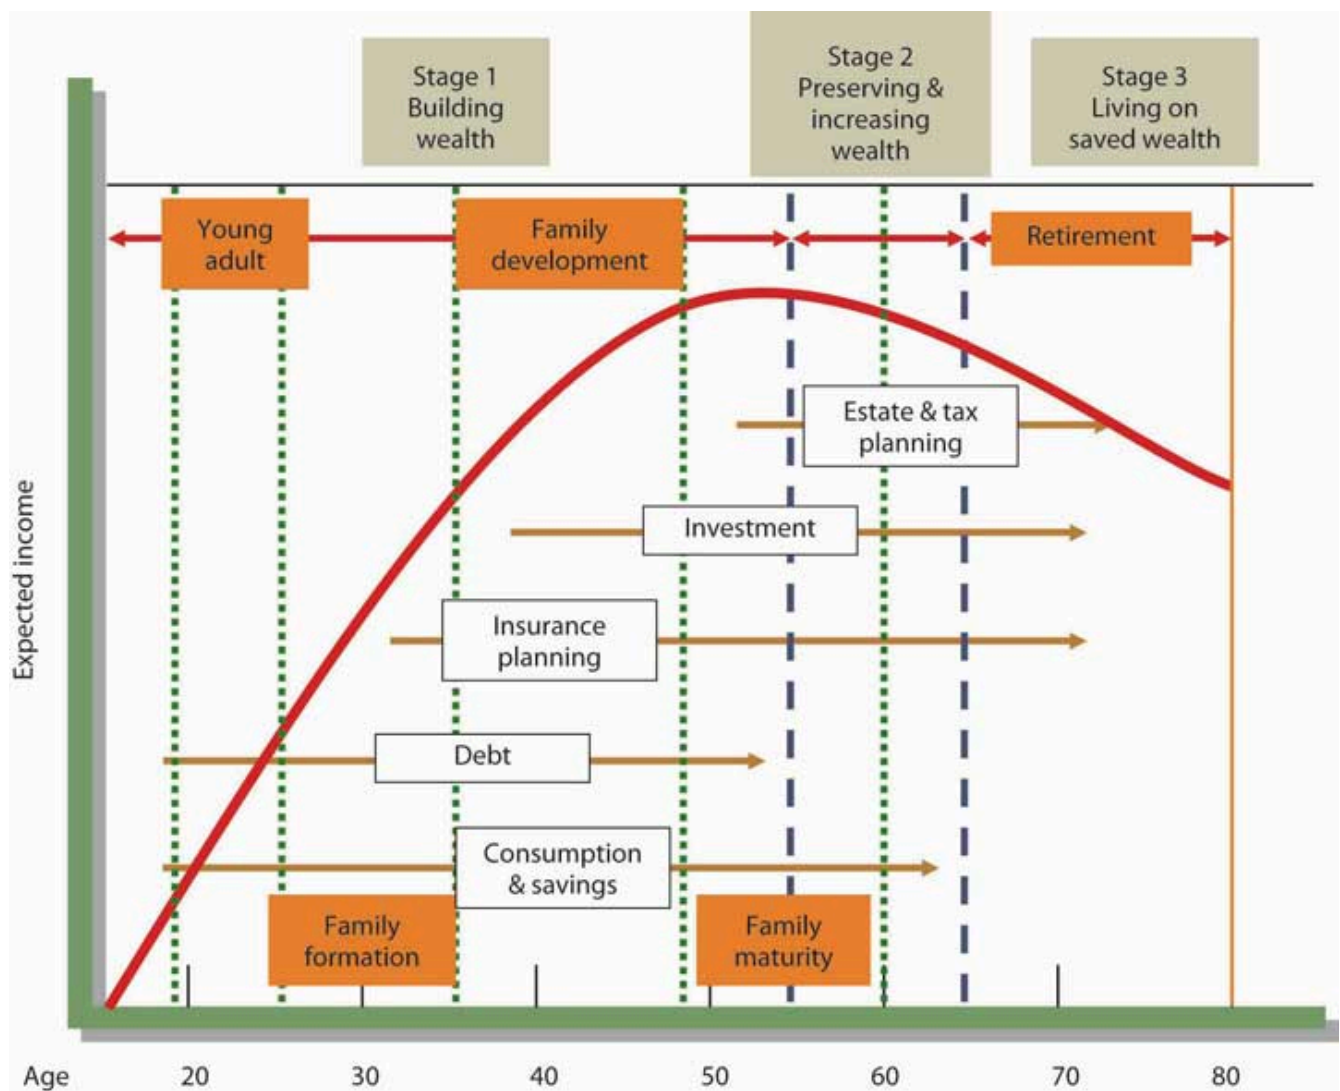 Stage 1
Building
wealth
Stage 2
Preserving &
increasing
wealth
Stage 3
Living on
saved wealth
Young
adult
Family
development
Retirement
Estate & tax
planning
Investment
Insurance
planning
Debt
Consumption
& savings
Family
formation
Family
maturity
Expected income
Age 20 30 40 50 60 70 80